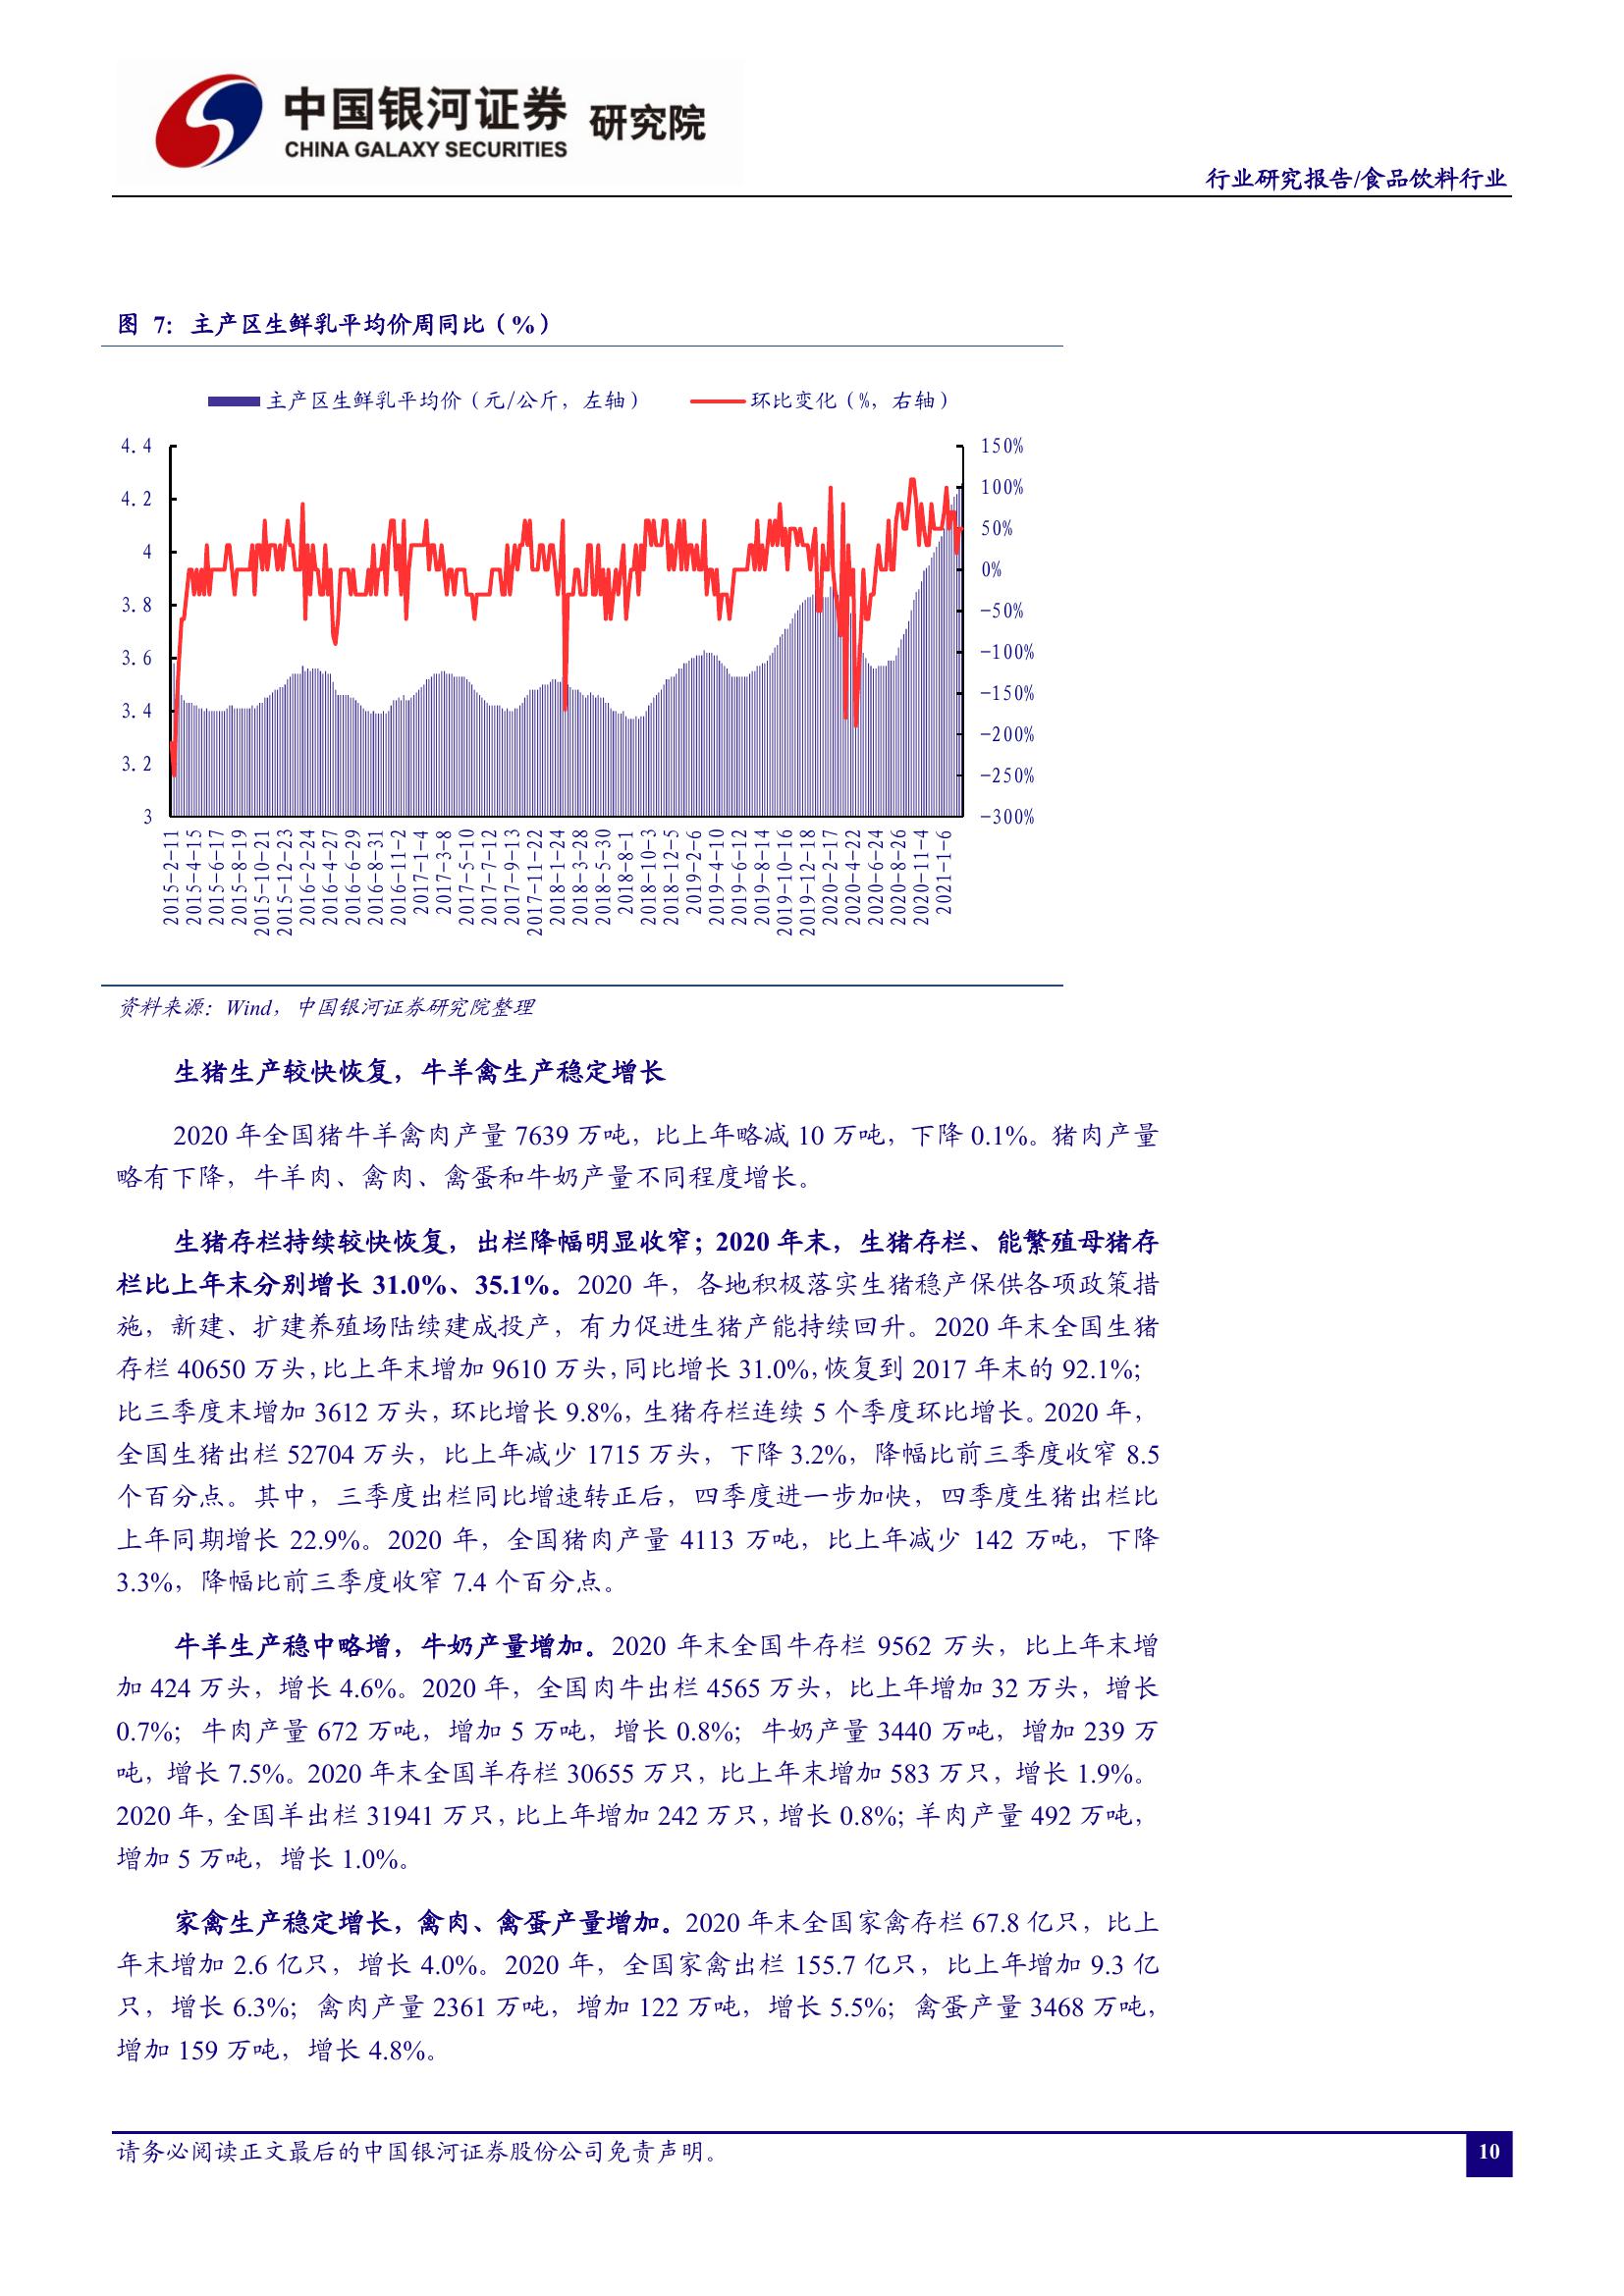 中国银河证券 研究院
CHINA GALAXY SECURITIES
行业研究报告/食品饮料行业
图 7：主产区生鲜乳平均价周同比（%）
主产区生鲜乳平均价（元/公斤，左轴） 环比变化（%，右轴）
4.4 150%
4.2 100%
4 50%
3.8 0%
3.6 -50%
3.4 -100%
3.2 -150%
3 -200%
-250%
-300%
2015-2-11
2015-4-15
2015-6-17
2015-8-19
2015-10-21
2015-12-23
2016-2-24
2016-4-27
2016-6-29
2016-8-31
2016-11-2
2017-1-4
2017-3-8
2017-5-10
2017-7-12
2017-9-13
2017-11-22
2018-1-24
2018-3-28
2018-5-30
2018-8-1
2018-10-3
2018-12-5
2019-2-6
2019-4-10
2019-6-12
2019-8-14
2019-10-16
2019-12-18
2020-2-17
2020-4-22
2020-6-24
2020-8-26
2020-11-4
2021-1-6
资料来源：Wind，中国银河证券研究院整理
生猪生产较快恢复，牛羊禽生产稳定增长
2020 年全国猪牛羊禽肉产量 7639 万吨，比上年略减 10 万吨，下降 0.1%。猪肉产量
略有下降，牛羊肉、禽肉、禽蛋和牛奶产量不同程度增长。
生猪存栏持续较快恢复，出栏降幅明显收窄；2020 年末，生猪存栏、能繁殖母猪存
栏比上年末分别增长 31.0%、35.1%。2020 年，各地积极落实生猪稳产保供各项政策措
施，新建、扩建养殖场陆续建成投产，有力促进生猪产能持续回升。2020 年末全国生猪
存栏 40650 万头，比上年末增加 9610 万头，同比增长 31.0%，恢复到 2017 年末的 92.1%；
比三季度末增加 3612 万头，环比增长 9.8%，生猪存栏连续 5 个季度环比增长。2020 年，
全国生猪出栏 52704 万头，比上年减少 1715 万头，下降 3.2%，降幅比前三季度收窄 8.5
个百分点。其中，三季度出栏同比增速转正后，四季度进一步加快，四季度生猪出栏比
上年同期增长 22.9%。2020 年，全国猪肉产量 4113 万吨，比上年减少 142 万吨，下降
3.3%，降幅比前三季度收窄 7.4 个百分点。
牛羊生产稳中略增，牛奶产量增加。2020 年末全国牛存栏 9562 万头，比上年末增
加 424 万头，增长 4.6%。2020 年，全国肉牛出栏 4565 万头，比上年增加 32 万头，增长
0.7%；牛肉产量 672 万吨，增加 5 万吨，增长 0.8%；牛奶产量 3440 万吨，增加 239 万
吨，增长 7.5%。2020 年末全国羊存栏 30655 万只，比上年末增加 583 万只，增长 1.9%。
2020 年，全国羊出栏 31941 万只，比上年增加 242 万只，增长 0.8%；羊肉产量 492 万吨，
增加 5 万吨，增长 1.0%。
家禽生产稳定增长，禽肉、禽蛋产量增加。2020 年末全国家禽存栏 67.8 亿只，比上
年末增加 2.6 亿只，增长 4.0%。2020 年，全国家禽出栏 155.7 亿只，比上年增加 9.3 亿
只，增长 6.3%；禽肉产量 2361 万吨，增加 122 万吨，增长 5.5%；禽蛋产量 3468 万吨，
增加 159 万吨，增长 4.8%。
请务必阅读正文最后的中国银河证券股份公司免责声明。 10